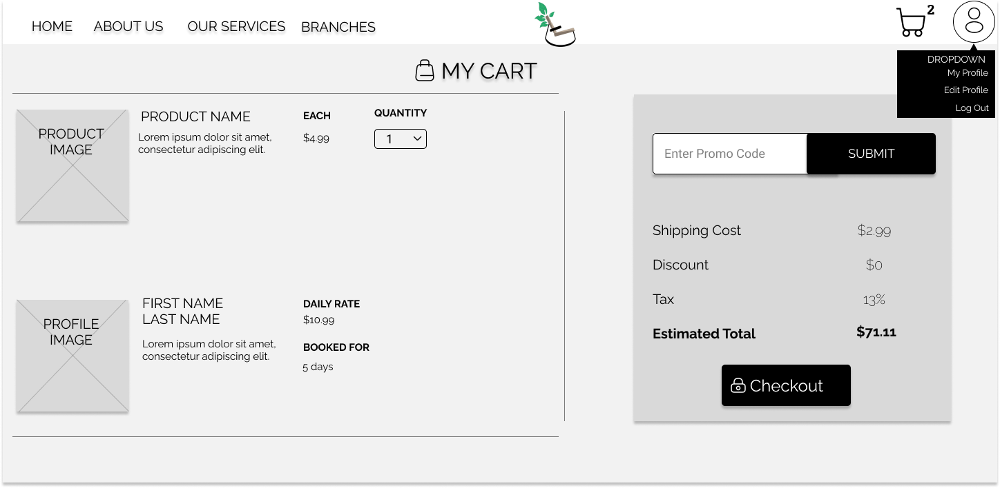 HOME ABOUT US OUR SERVICES BRANCHES
2
DROPDOWN
My Profile
Edit Profile
Log Out
MY CART
PRODUCT
IMAGE
PRODUCT NAME
Lorem ipsum dolor sit amet,
consectetur adipiscing elit.
EACH
$4.99
QUANTITY
1
PROFILE
IMAGE
FIRST NAME
LAST NAME
Lorem ipsum dolor sit amet,
consectetur adipiscing elit.
DAILY RATE
$10.99
BOOKED FOR
5 days
Enter Promo Code SUBMIT
Shipping Cost $2.99
Discount $0
Tax 13%
Estimated Total $71.11
Checkout